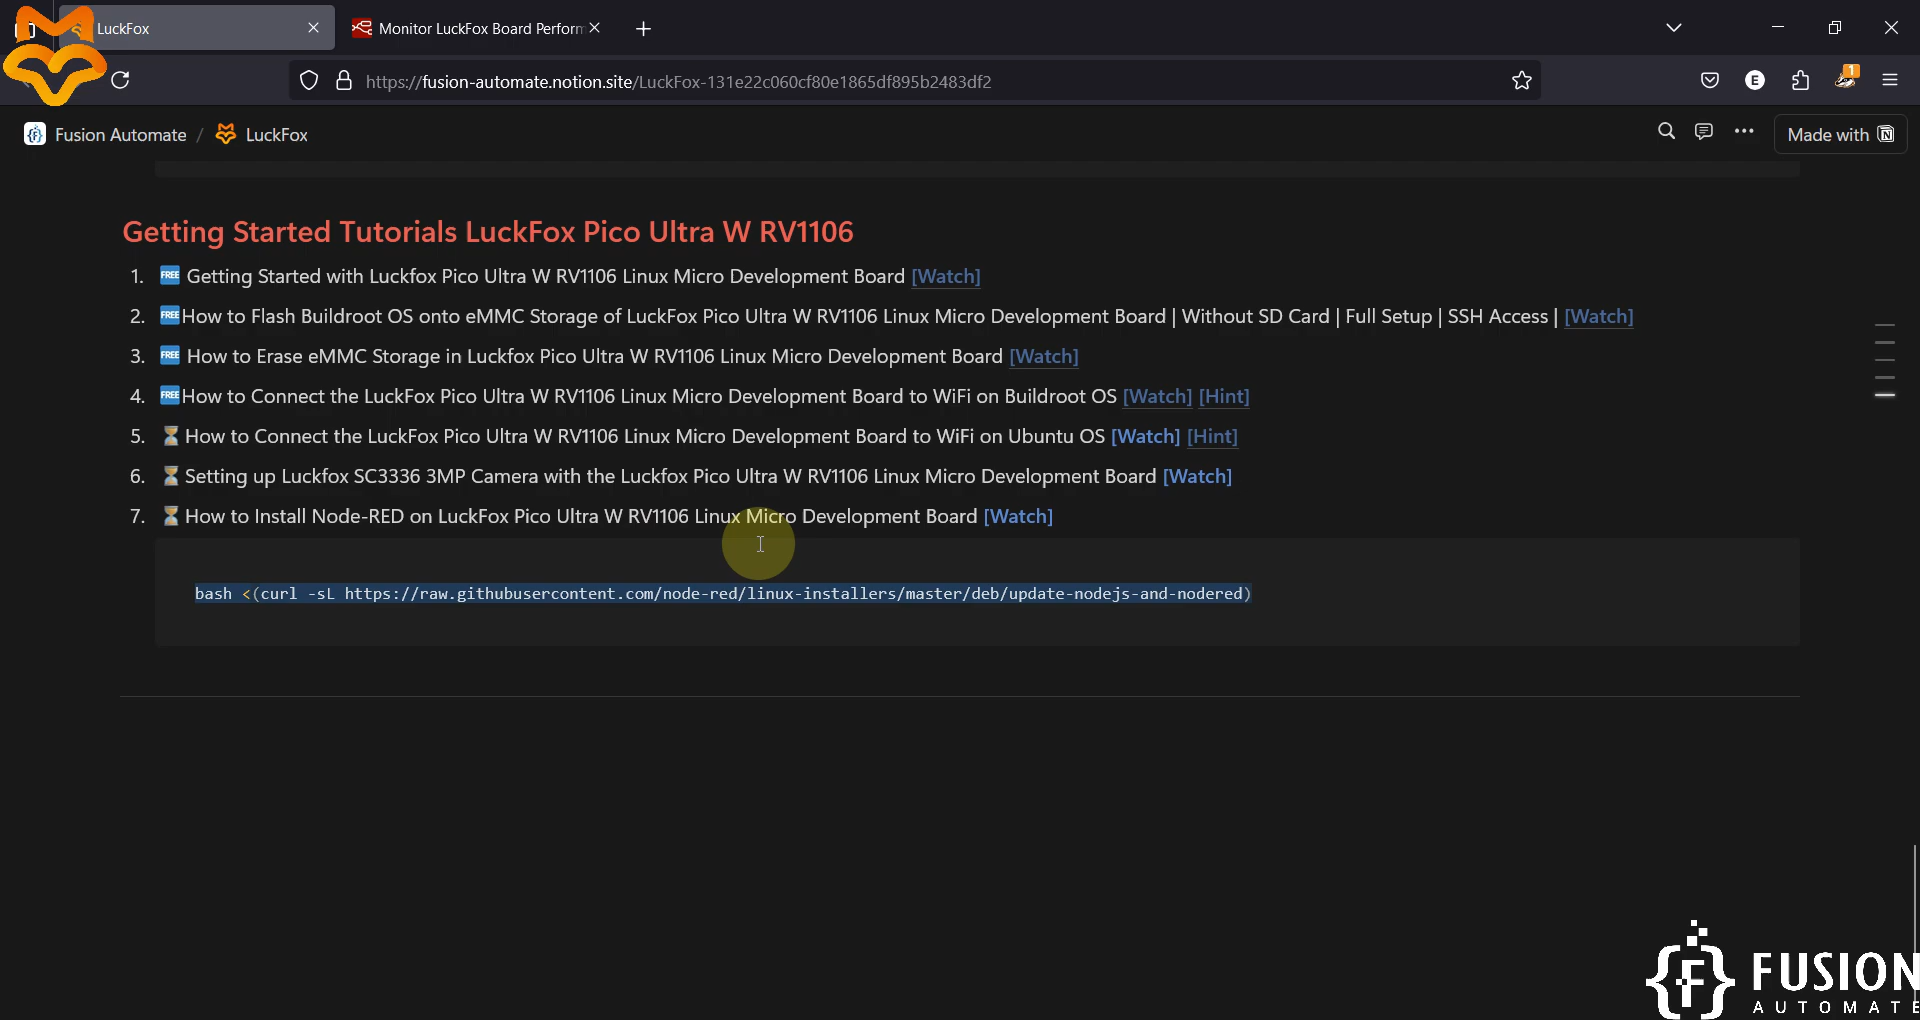 LuckFox
Monitor LuckFox Board Perform
https://fusion-automate.notion.site/LuckFox-131e22c060cf80e1865df895b2483df2
E
1
Fusion Automate / LuckFox
Made with
Getting Started Tutorials LuckFox Pico Ultra W RV1106
1. FREE Getting Started with Luckfox Pico Ultra W RV1106 Linux Micro Development Board [Watch]
2. FREE How to Flash Buildroot OS onto eMMC Storage of LuckFox Pico Ultra W RV1106 Linux Micro Development Board | Without SD Card | Full Setup | SSH Access | [Watch]
3. FREE How to Erase eMMC Storage in Luckfox Pico Ultra W RV1106 Linux Micro Development Board [Watch]
4. FREE How to Connect the LuckFox Pico Ultra W RV1106 Linux Micro Development Board to WiFi on Buildroot OS [Watch] [Hint]
5. ⏳How to Connect the LuckFox Pico Ultra W RV1106 Linux Micro Development Board to WiFi on Ubuntu OS [Watch] [Hint]
6. ⏳Setting up Luckfox SC3336 3MP Camera with the Luckfox Pico Ultra W RV1106 Linux Micro Development Board [Watch]
7. ⏳How to Install Node-RED on LuckFox Pico Ultra W RV1106 Linux Micro Development Board [Watch]
bash <(curl -sL https://raw.githubusercontent.com/node-red/linux-installers/master/deb/update-nodejs-and-nodered)
{F} FUSION
AUTOMATE